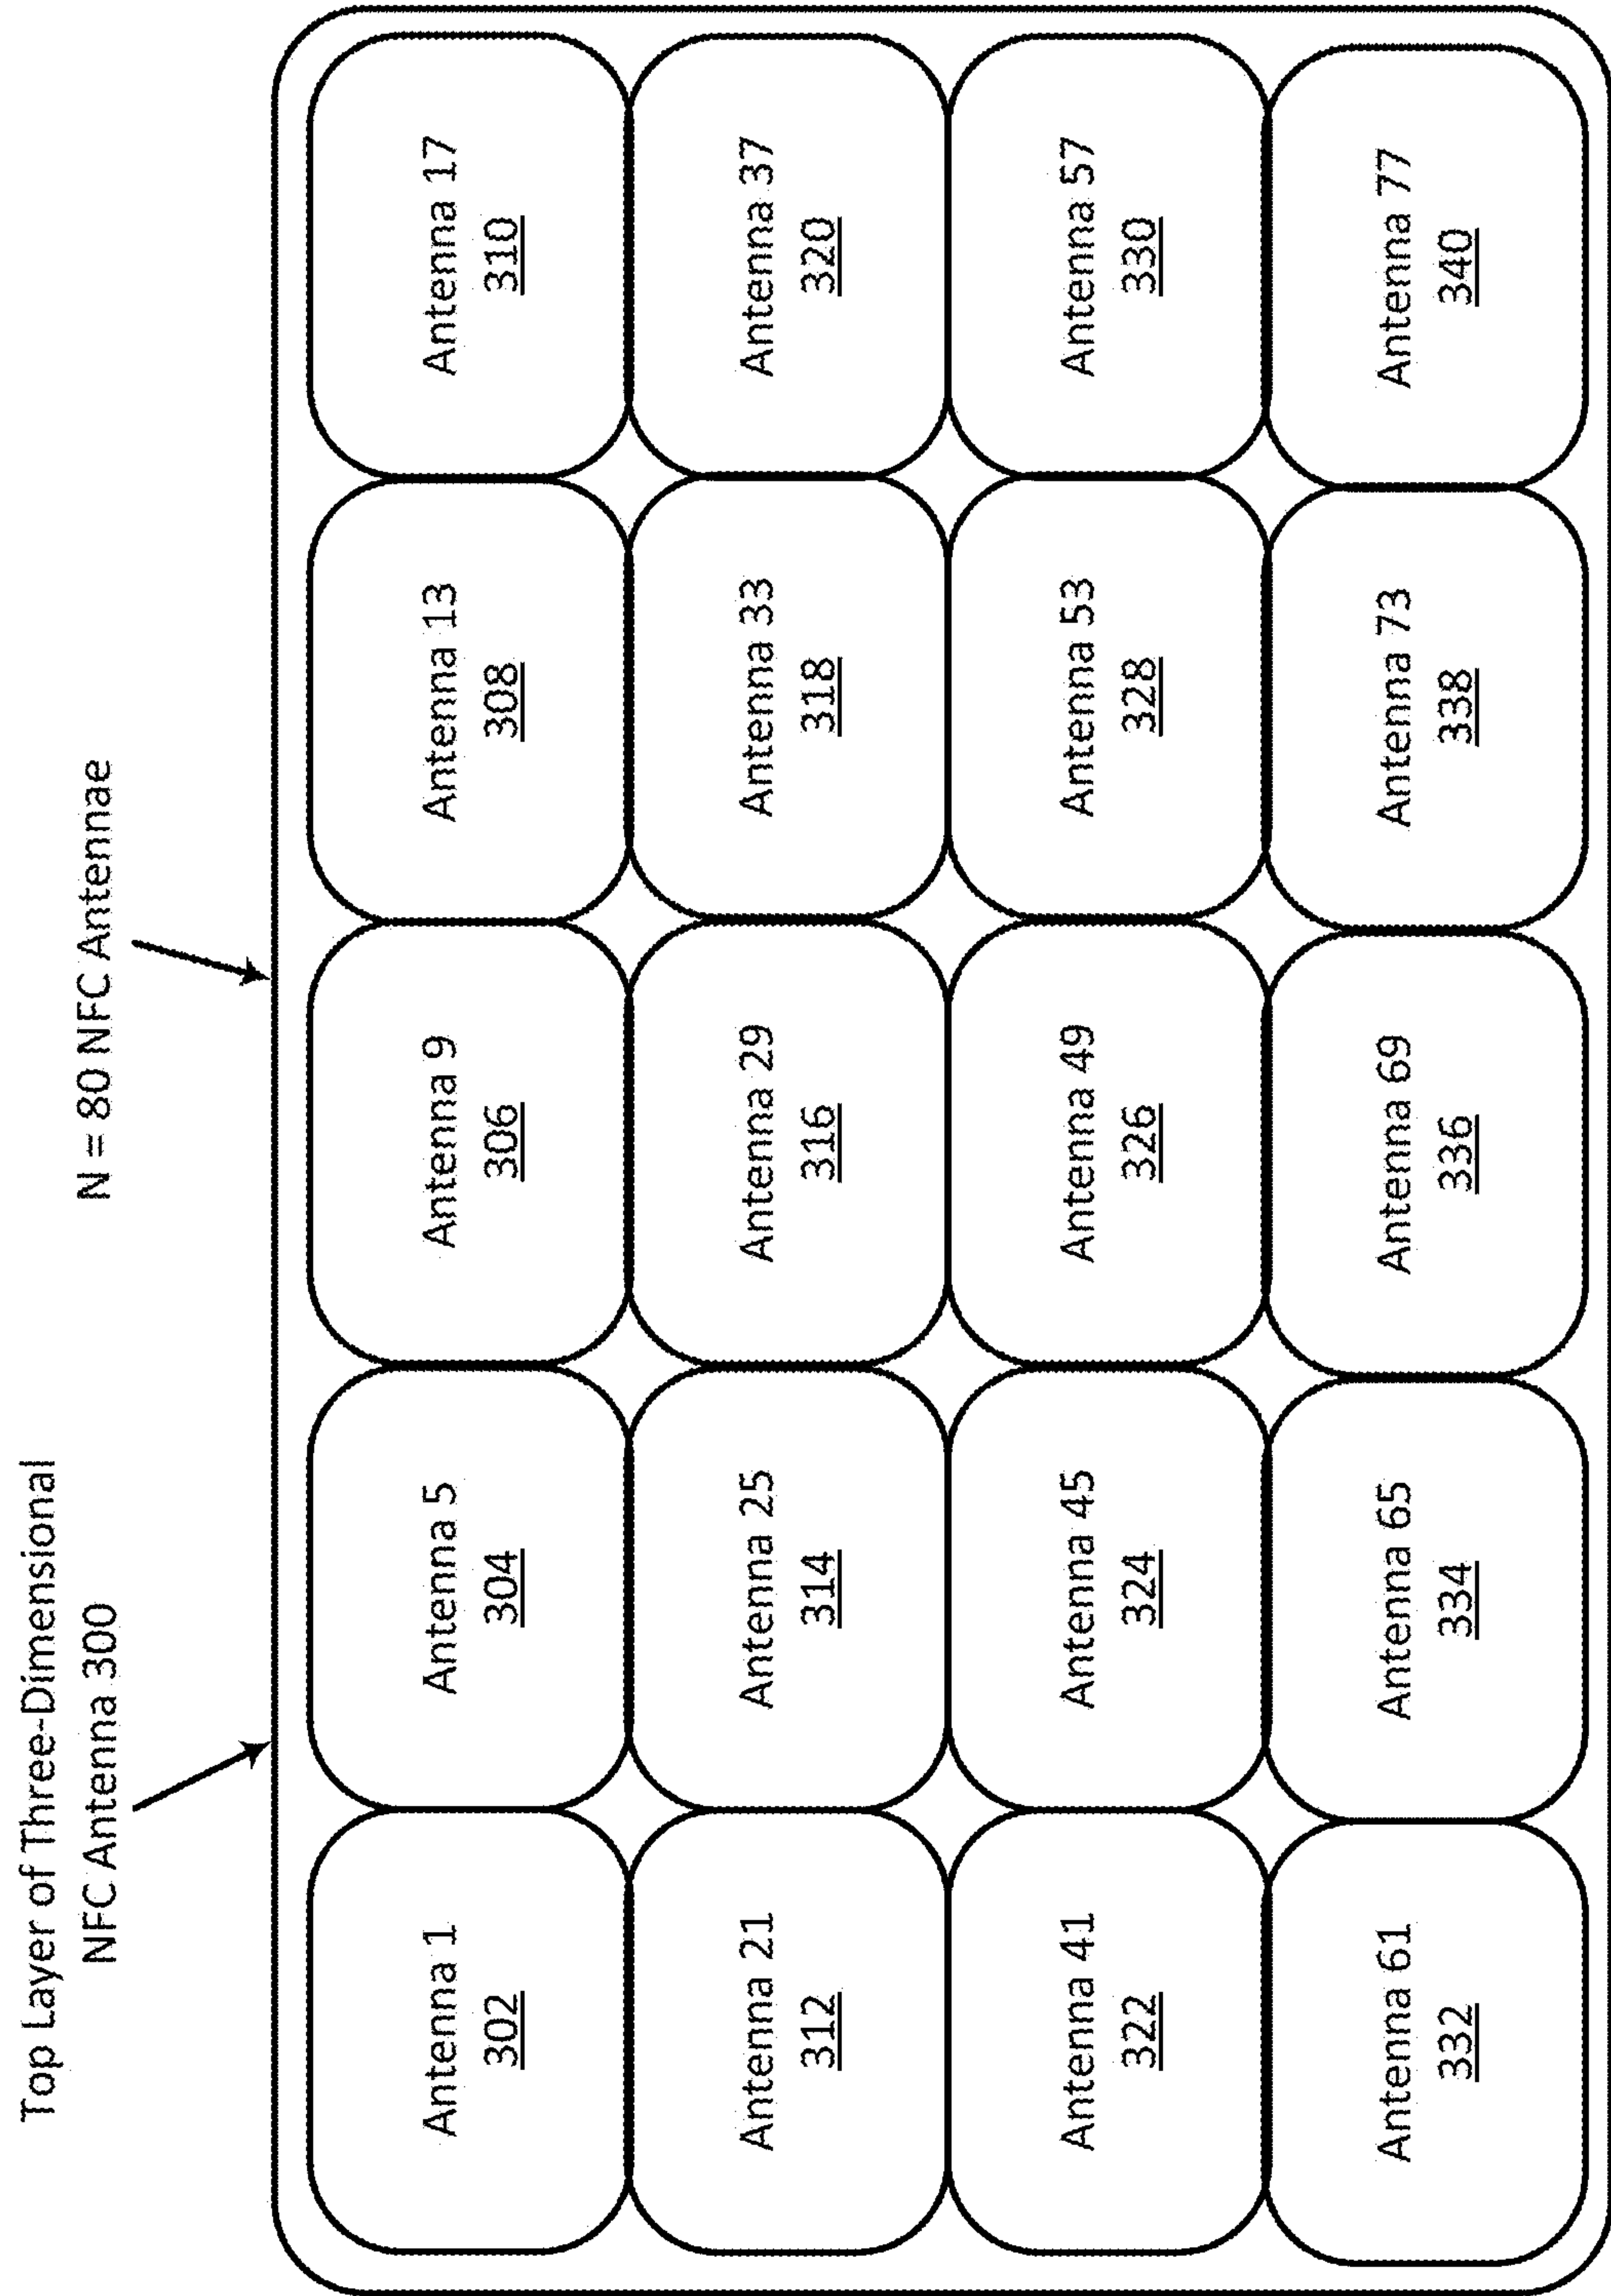 Top Layer of Three-Dimensional
NFC Antenna 300
N = 80 NFC Antennae
Antenna 1
302
Antenna 5
304
Antenna 9
306
Antenna 13
308
Antenna 17
310
Antenna 21
312
Antenna 25
314
Antenna 29
316
Antenna 33
318
Antenna 37
320
Antenna 41
322
Antenna 45
324
Antenna 49
326
Antenna 53
328
Antenna 57
330
Antenna 61
332
Antenna 65
334
Antenna 69
336
Antenna 73
338
Antenna 77
340